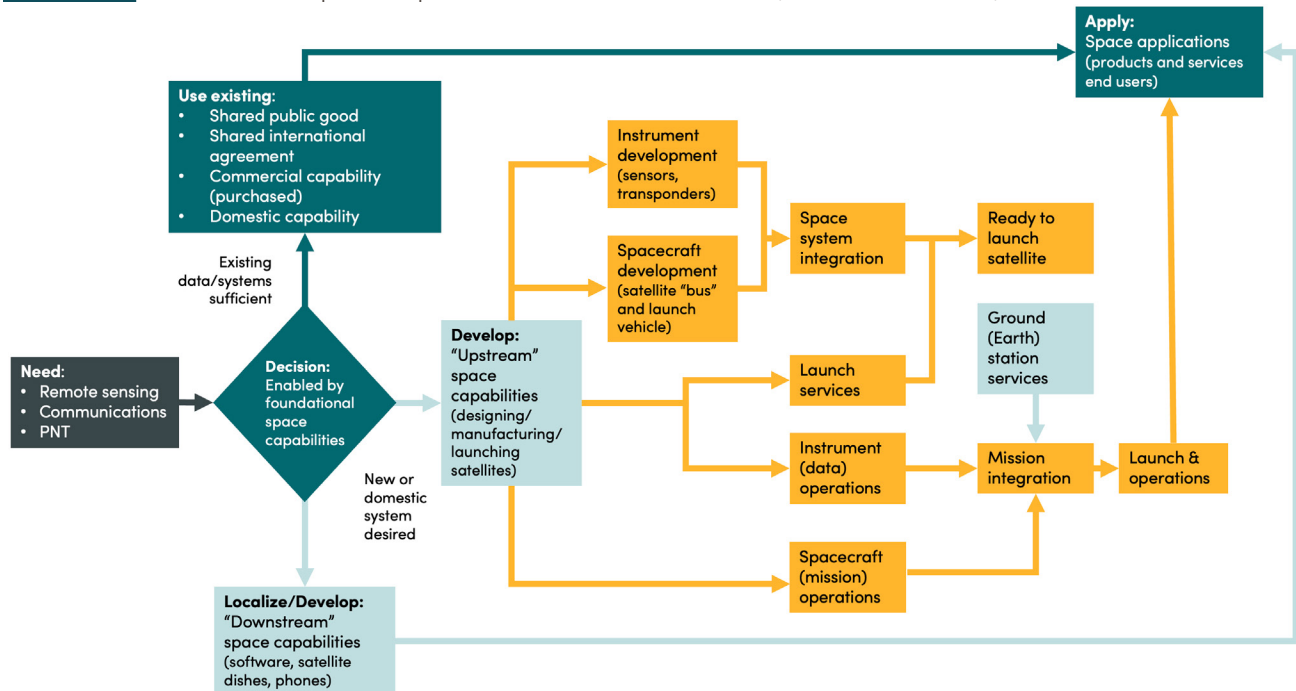 Apply:
Space applications
(products and services
end users)
Use existing:
• Shared public good
• Shared international
agreement
• Commercial capability
(purchased)
• Domestic capability
Instrument
development
(sensors,
transponders)
Space
system
integration
Ready to
launch
satellite
Spacecraft
development
(satellite “bus”
and launch
vehicle)
Existing
data/systems
sufficient
Need:
• Remote sensing
• Communications
• PNT
Decision:
Enabled by
foundational
space
capabilities
Develop:
“Upstream”
space
capabilities
(designing/
manufacturing/
launching
satellites)
Ground
(Earth)
station
services
Launch
services
Instrument
(data)
operations
Mission
integration
Launch &
operations
New or
domestic
system
desired
Spacecraft
(mission)
operations
Localize/Develop:
“Downstream”
space capabilities
(software, satellite
dishes, phones)